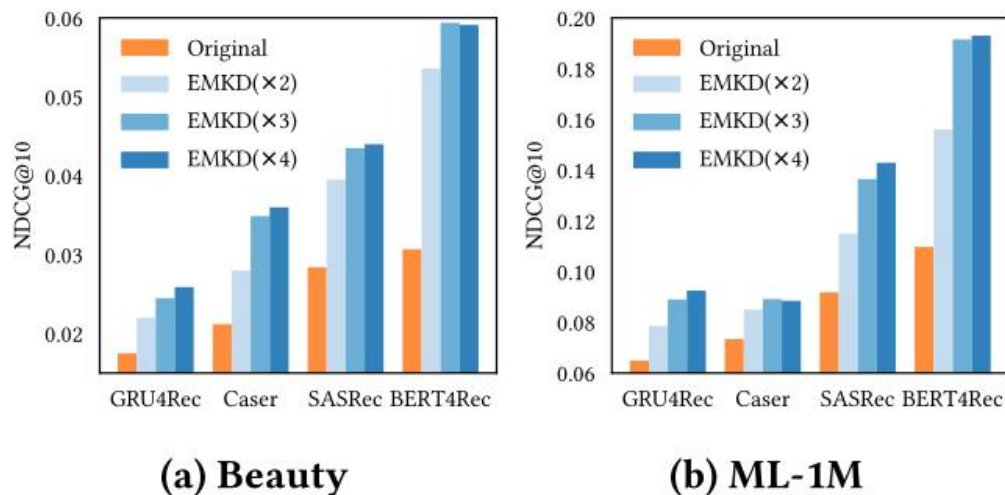 0.06
0.05
0.04
0.03
0.02
NDCG@10
Original
EMKD(×2)
EMKD(×3)
EMKD(×4)
GRU4Rec Caser SASRec BERT4Rec
(a) Beauty
0.20
0.18
0.16
0.14
0.12
0.10
0.08
0.06
NDCG@10
Original
EMKD(×2)
EMKD(×3)
EMKD(×4)
GRU4Rec Caser SASRec BERT4Rec
(b) ML-1M